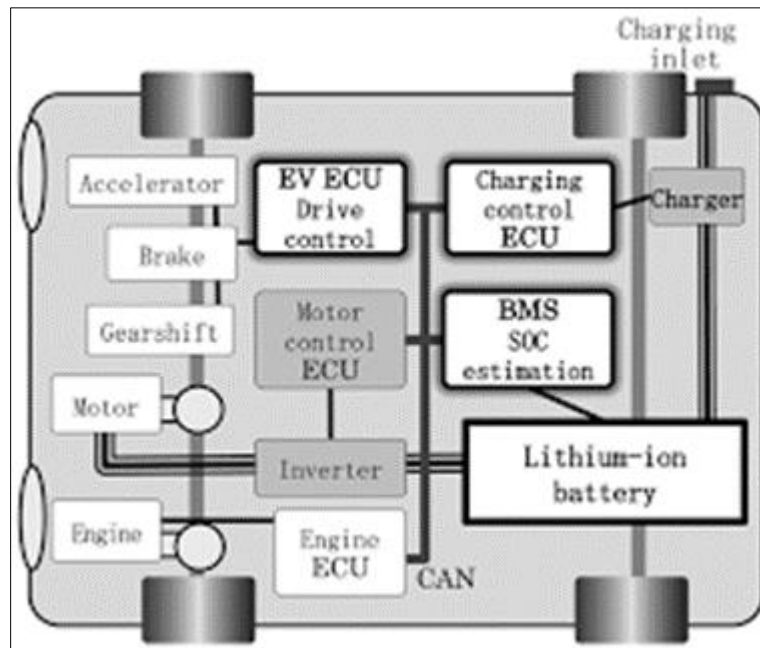 Charging
inlet
Accelerator
EV ECU
Drive
control
Charging
control
ECU
Charger
Brake
Gearshift
Motor
control
ECU
BMS
SOC
estimation
Motor
Inverter
Lithium-ion
battery
Engine
Engine
ECU
CAN